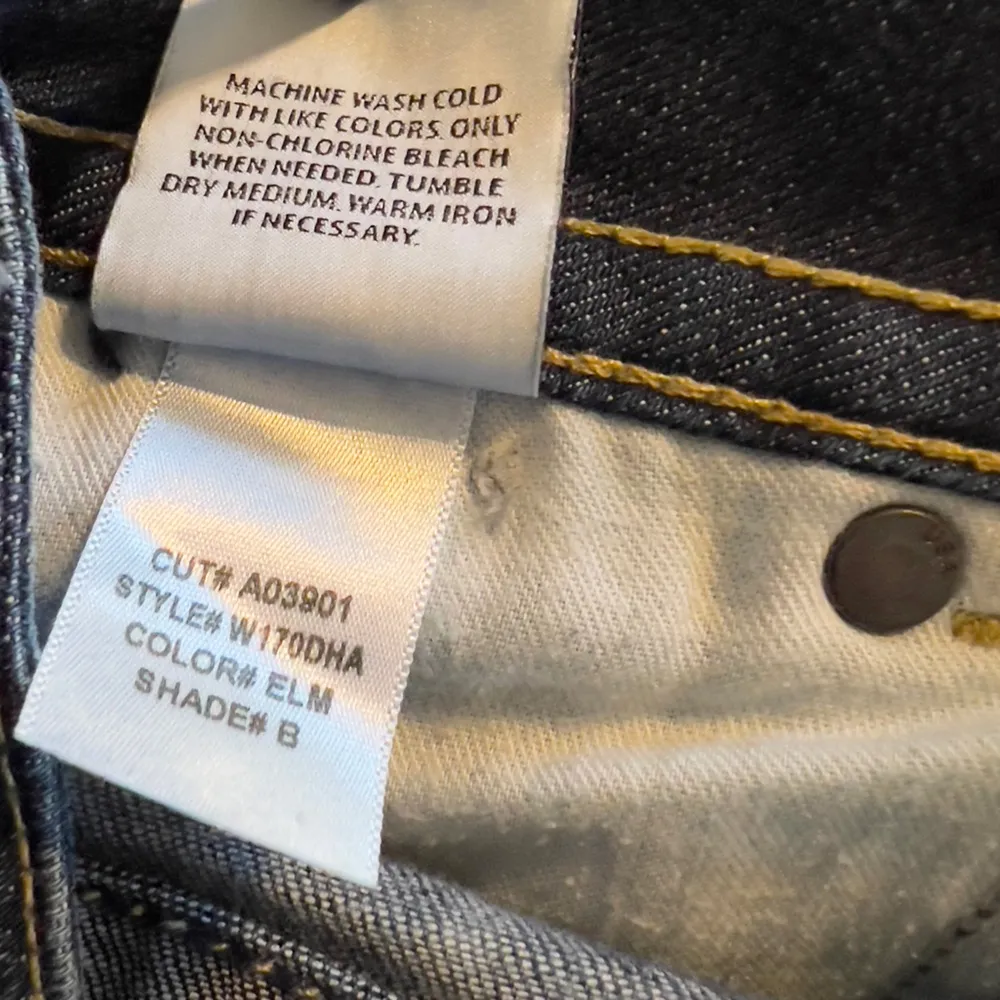 MACHINE WASH COLD
WITH LIKE COLORS. ONLY
NON-CHLORINE BLEACH
WHEN NEEDED. TUMBLE
DRY MEDIUM. WARM IRON
IF NECESSARY.
CUT# A03901
STYLE# W170DHA
COLOR# ELM
SHADE# B